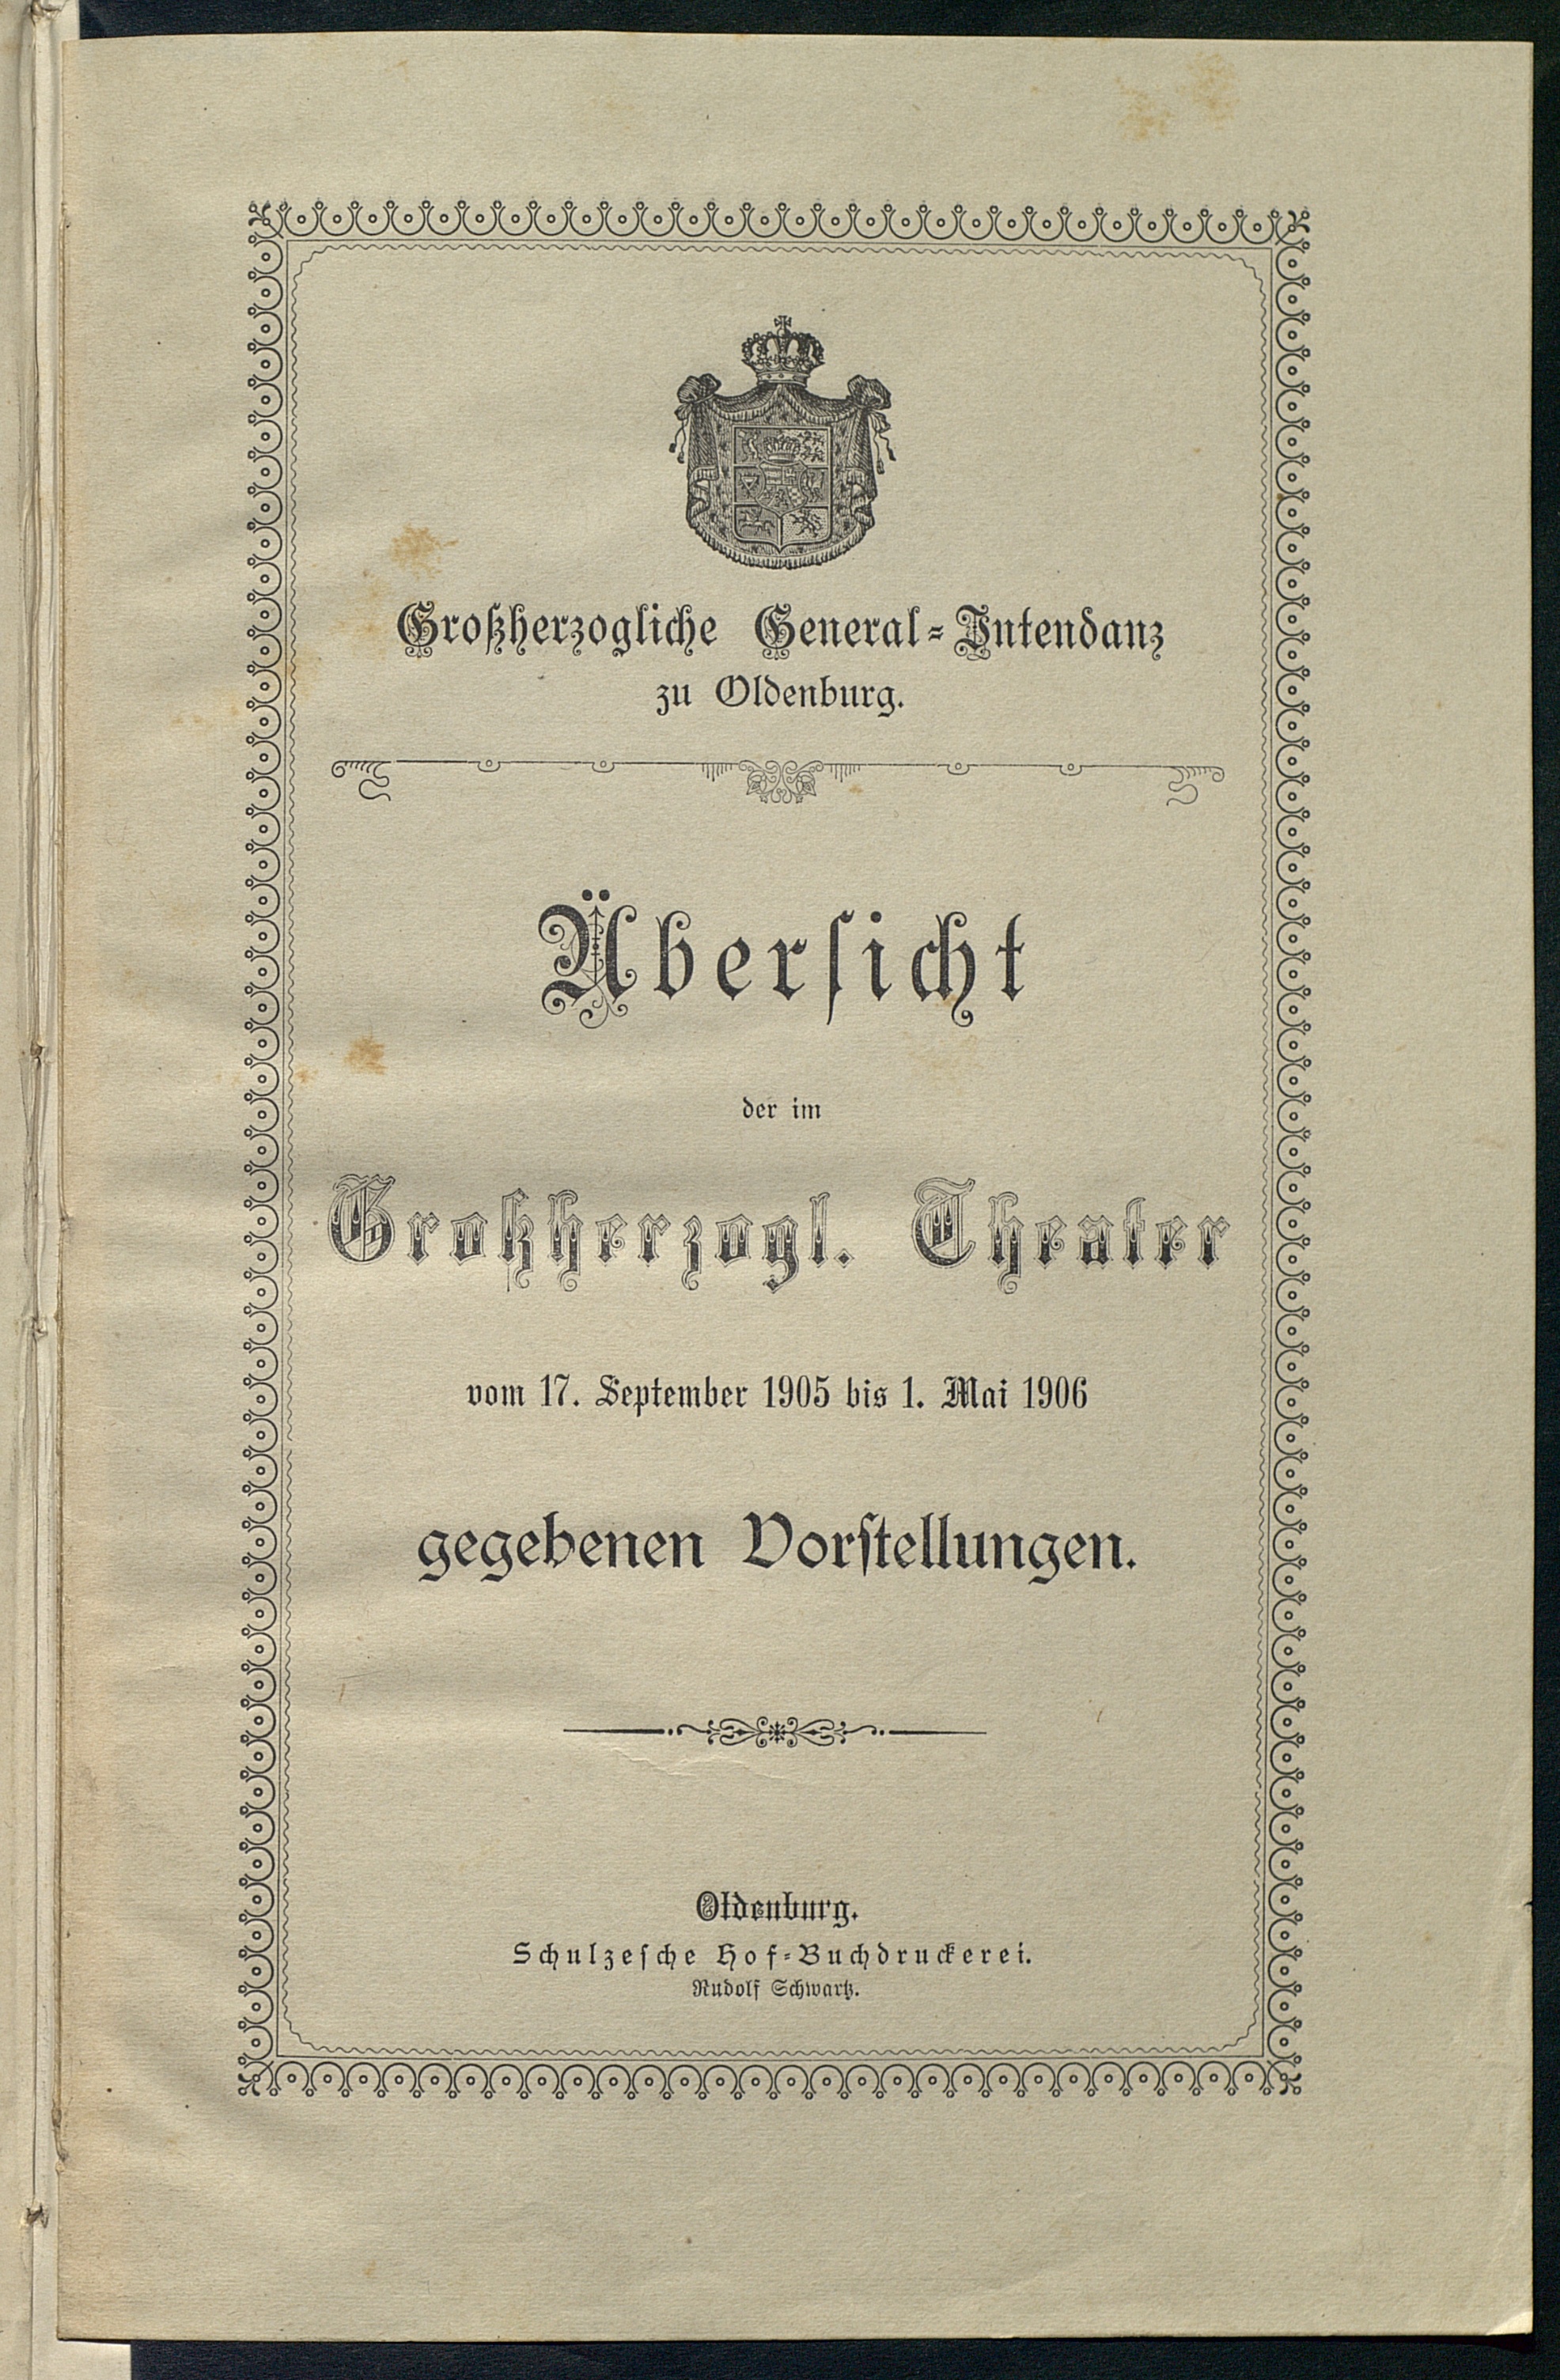 Großherzogliche General-Intendanz
zu Oldenburg.
Übersicht
der im
Großherzogl. Theater
vom 17. September 1905 bis 1. Mai 1906
gegebenen Vorstellungen.
Oldenburg.
Schulzesche Hof-Buchdruckerei.
Rudolf Schwartz.